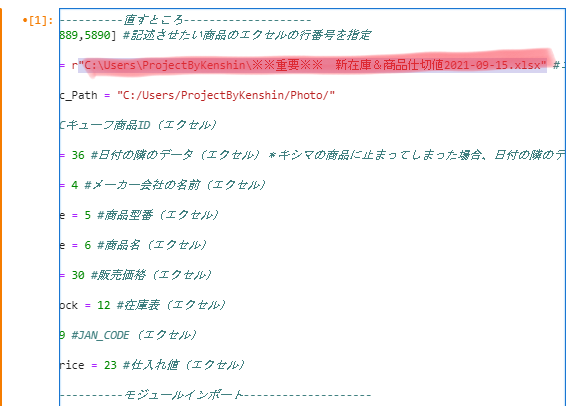 [1]:
----------直すところ--------------------
889,5890] #記述させたい商品のエクセルの行番号を指定
= r"C:\Users\ProjectByKenshin\※※重要※※　新在庫＆商品仕切値2021-09-15.xlsx" #
c_Path = "C:/Users/ProjectByKenshin/Photo/"
Cキューブ商品ID（エクセル）
= 36 #日付の隣のデータ（エクセル）＊キシマの商品に止まってしまった場合、日付の隣のデ
= 4 #メーカー会社の名前（エクセル）
e = 5 #商品型番（エクセル）
e = 6 #商品名（エクセル）
= 30 #販売価格（エクセル）
ock = 12 #在庫表（エクセル）
9 #JAN_CODE（エクセル）
rice = 23 #仕入れ値（エクセル）
----------モジュールインポート--------------------